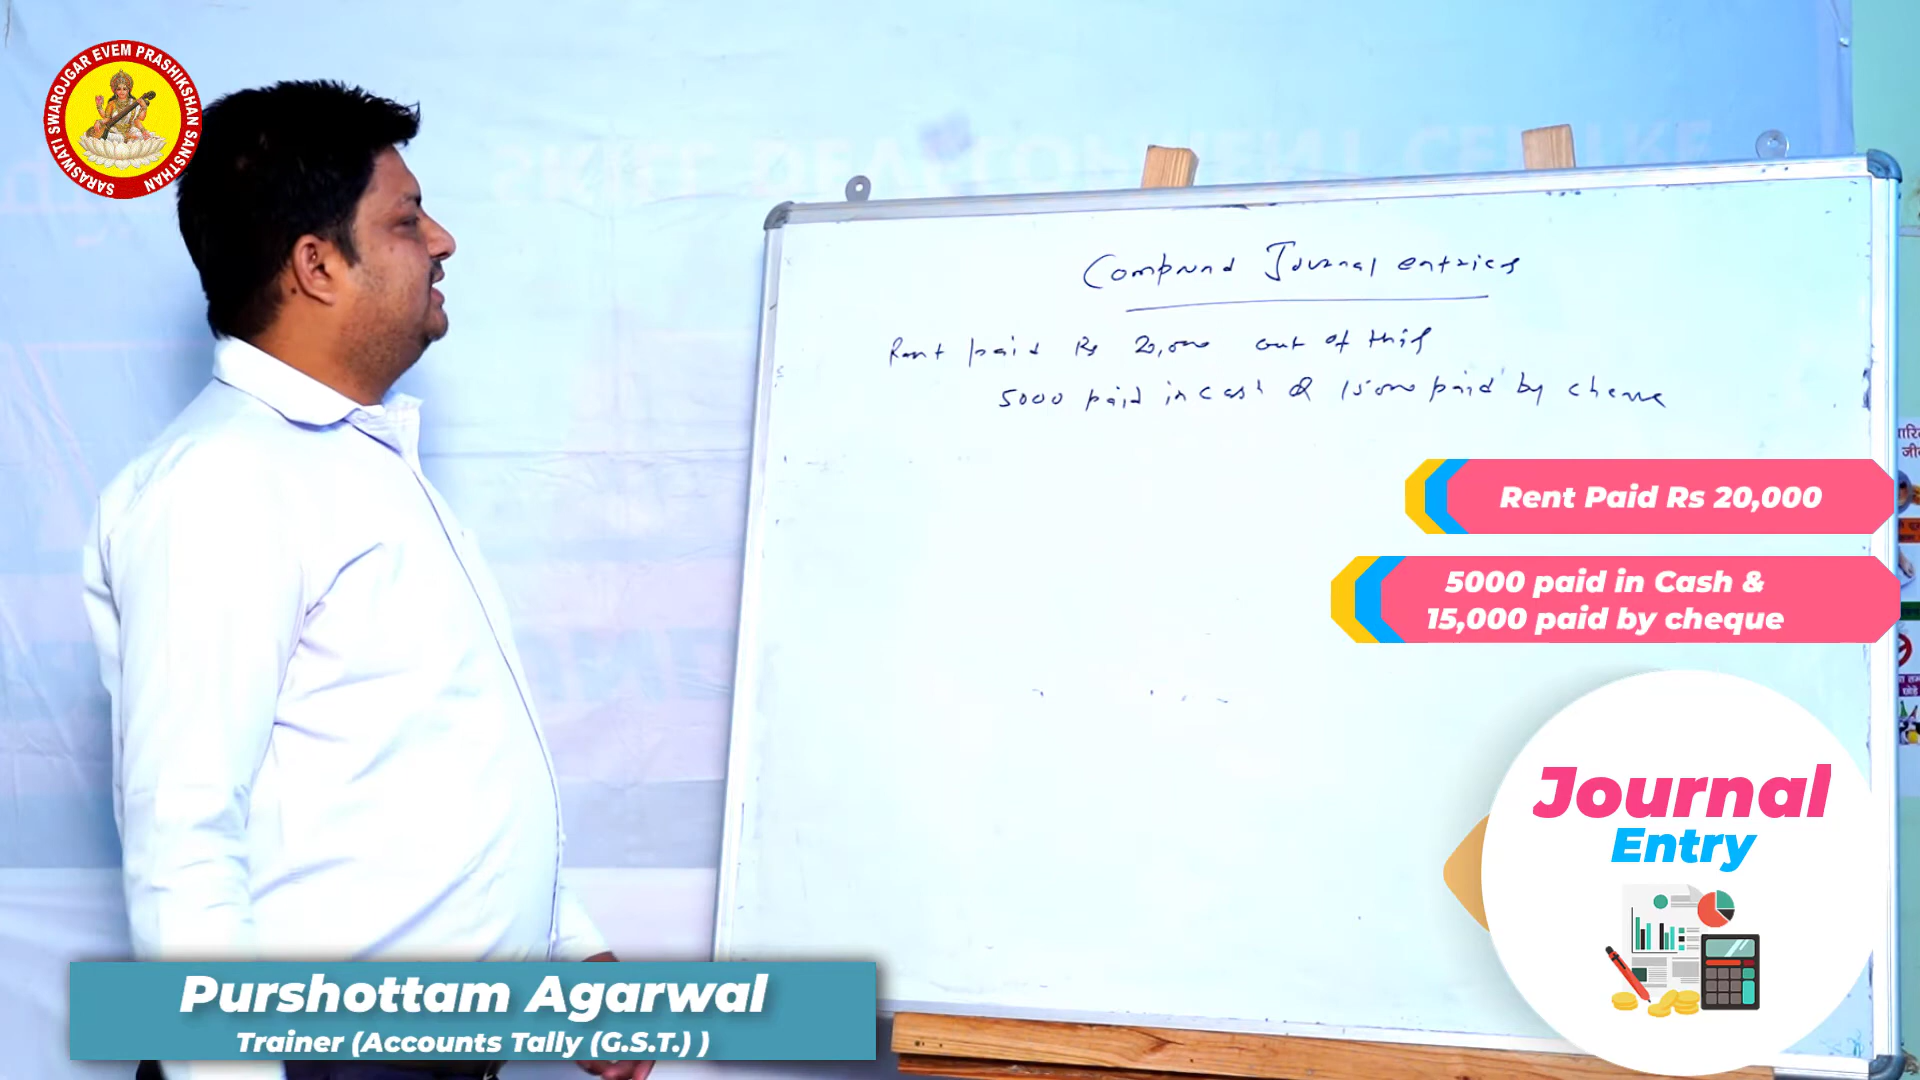 SARASWATI SWAROJGAR EVEM PRASHIKSHAN SANSTHAN
Compound Journal entries
Rent paid Rs 20,000 out of this
5000 paid in cash & 15000 paid by cheque
Rent Paid Rs 20,000
5000 paid in Cash &
15,000 paid by cheque
Journal
Entry
Purshottam Agarwal
Trainer (Accounts Tally (G.S.T.) )